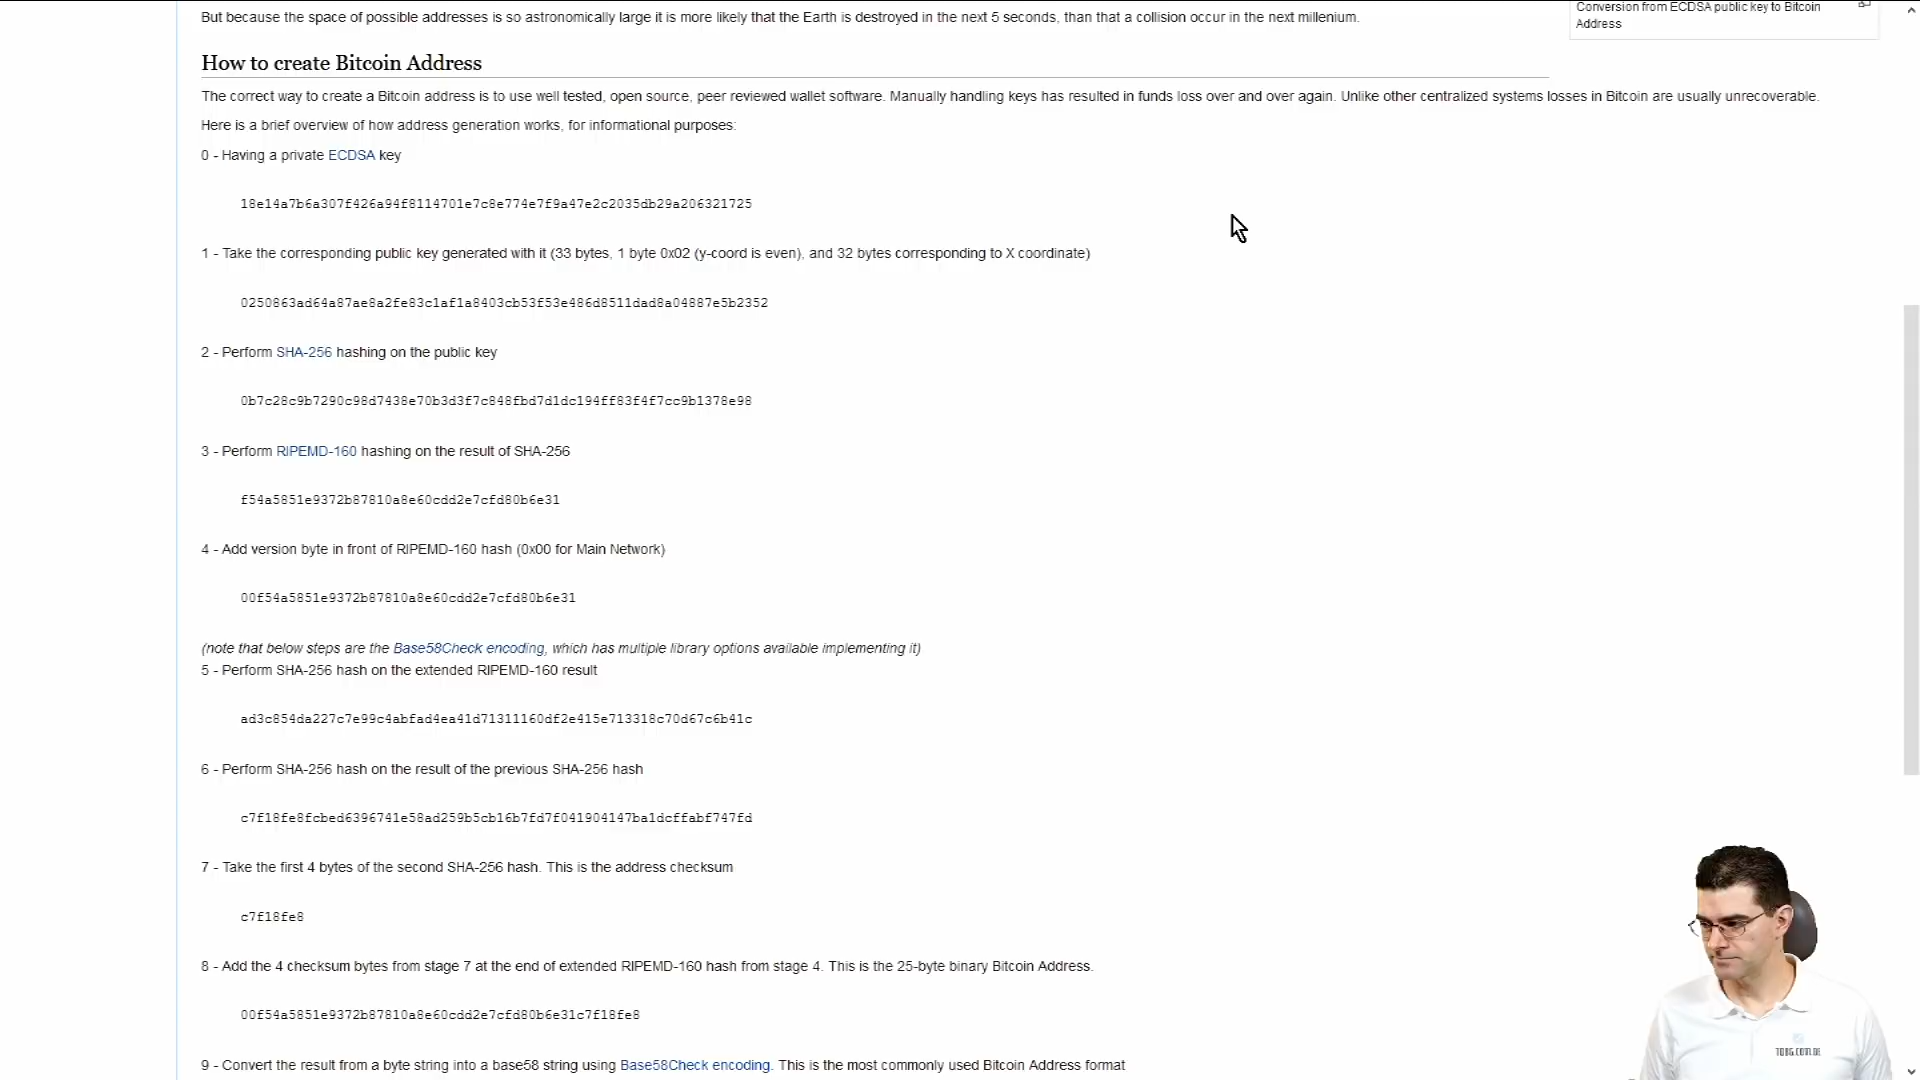 But because the space of possible addresses is so astronomically large it is more likely that the Earth is destroyed in the next 5 seconds, than that a collision occur in the next millenium.
Conversion from ECDSA public key to Bitcoin
Address
How to create Bitcoin Address
The correct way to create a Bitcoin address is to use well tested, open source, peer reviewed wallet software. Manually handling keys has resulted in funds loss over and over again. Unlike other centralized systems losses in Bitcoin are usually unrecoverable.
Here is a brief overview of how address generation works, for informational purposes:
0 - Having a private ECDSA key
18e14a7b6a307f426a94f8114701e7c8e774e7f9a47e2c2035db29a206321725
1 - Take the corresponding public key generated with it (33 bytes, 1 byte 0x02 (y-coord is even), and 32 bytes corresponding to X coordinate)
0250863ad64a87ae8a2fe83c1af1a8403cb53f53e486d8511dad8a04887e5b2352
2 - Perform SHA-256 hashing on the public key
0b7c28c9b7290c98d7438e70b3d3f7c848fbd7d1dc194ff83f4f7cc9b1378e98
3 - Perform RIPEMD-160 hashing on the result of SHA-256
f54a5851e9372b87810a8e60cdd2e7cfd80b6e31
4 - Add version byte in front of RIPEMD-160 hash (0x00 for Main Network)
00f54a5851e9372b87810a8e60cdd2e7cfd80b6e31
(note that below steps are the Base58Check encoding, which has multiple library options available implementing it)
5 - Perform SHA-256 hash on the extended RIPEMD-160 result
ad3c854da227c7e99c4abfad4ea41d71311160df2e415e713318c70d67c6b41c
6 - Perform SHA-256 hash on the result of the previous SHA-256 hash
c7f18fe8fcbed6396741e58ad259b5cb16b7fd7f041904147ba1dcffabf747fd
7 - Take the first 4 bytes of the second SHA-256 hash. This is the address checksum
c7f18fe8
8 - Add the 4 checksum bytes from stage 7 at the end of extended RIPEMD-160 hash from stage 4. This is the 25-byte binary Bitcoin Address.
00f54a5851e9372b87810a8e60cdd2e7cfd80b6e31c7f18fe8
9 - Convert the result from a byte string into a base58 string using Base58Check encoding. This is the most commonly used Bitcoin Address format